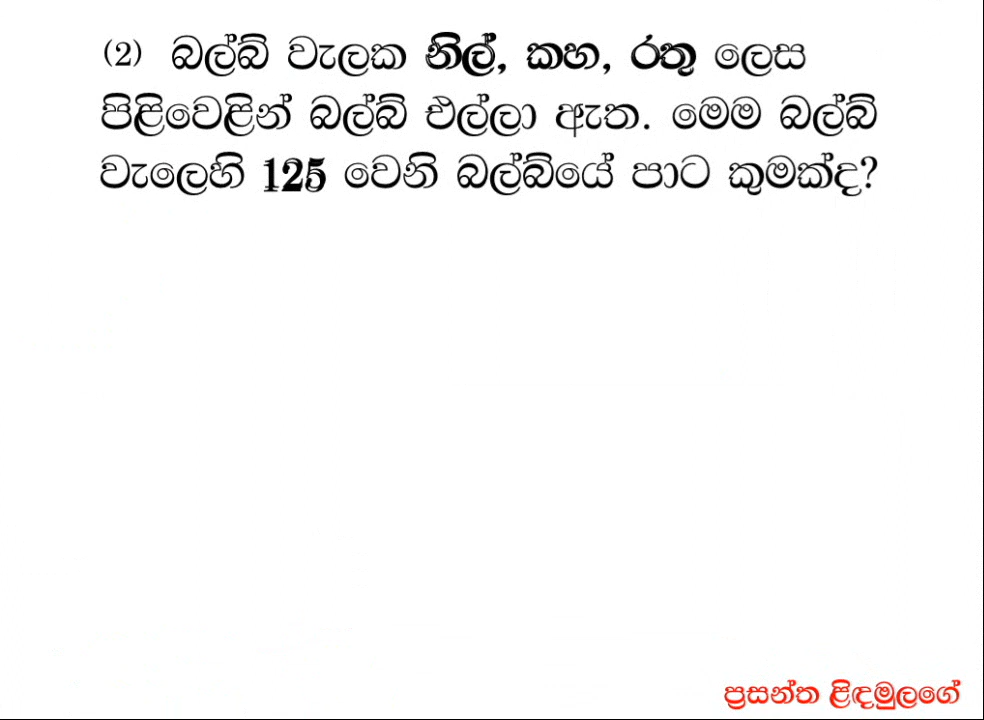 (2) බල්බ් වැලක නිල්, කහ, රතු ලෙස
පිළිවෙළින් බල්බ් එල්ලා ඇත. මෙම බල්බ්
වැලෙහි 125 වෙනි බල්බ්යේ පාට කුමක්ද?
ප්‍රසන්ත ළිඳමුලගේ